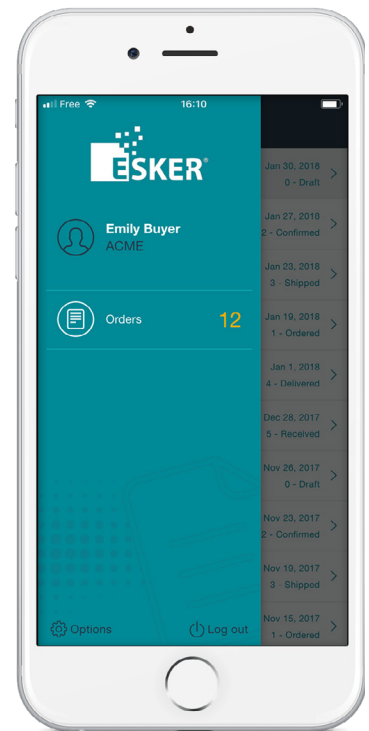 Free
16:10
ESKER®
Emily Buyer
ACME
Orders
12
Options
Log out
Jan 30, 2018
0 - Draft
Jan 27, 2018
2 - Confirmed
Jan 23, 2018
3 - Shipped
Jan 19, 2018
1 - Ordered
Jan 1, 2018
4 - Delivered
Dec 28, 2017
5 - Received
Nov 26, 2017
0 - Draft
Nov 23, 2017
2 - Confirmed
Nov 19, 2017
3 - Shipped
Nov 15, 2017
1 - Ordered